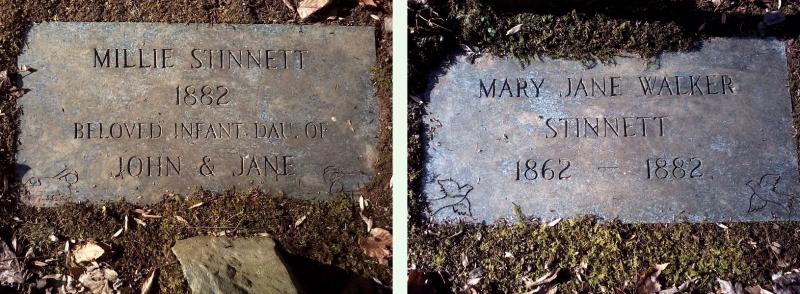 MILLIE STINNETT
1882
BELOVED INFANT DAU. OF
JOHN & JANE
MARY JANE WALKER
STINNETT
1862 — 1882